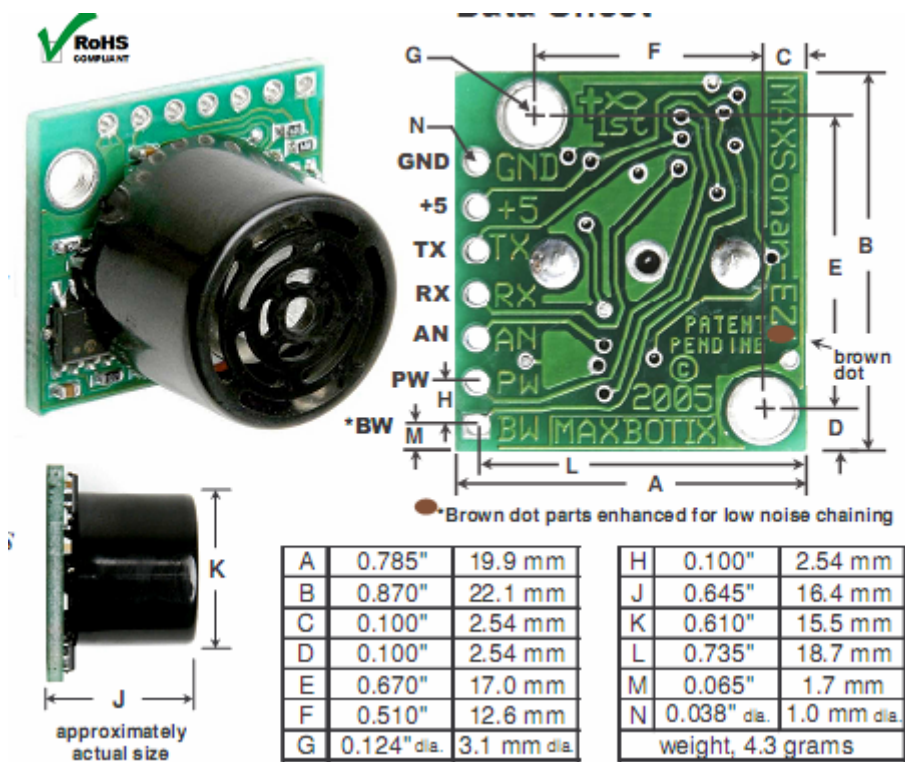 Data Sheet
RoHS
COMPLIANT
F
C
G
N
GND
+5
TX
RX
AN
PW
H
*BW
M
1st
GND
+5
TX
RX
AN
PW
BW
MAXBOTIX
MAXSonar-EZ
PATENT
PENDING
©
2005
B
E
D
brown
dot
L
A
*Brown dot parts enhanced for low noise chaining
K
J
approximately
actual size
A 0.785" 19.9 mm
B 0.870" 22.1 mm
C 0.100" 2.54 mm
D 0.100" 2.54 mm
E 0.670" 17.0 mm
F 0.510" 12.6 mm
G 0.124" dia. 3.1 mm dia.
H 0.100" 2.54 mm
J 0.645" 16.4 mm
K 0.610" 15.5 mm
L 0.735" 18.7 mm
M 0.065" 1.7 mm
N 0.038" dia. 1.0 mm dia.
weight, 4.3 grams